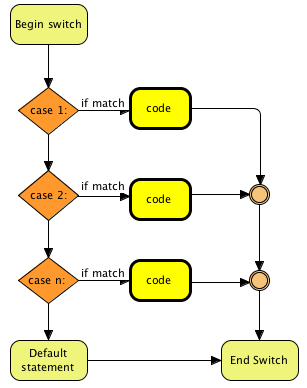 Begin switch
case 1:
if match
code
case 2:
if match
code
case n:
if match
code
Default
statement
End Switch